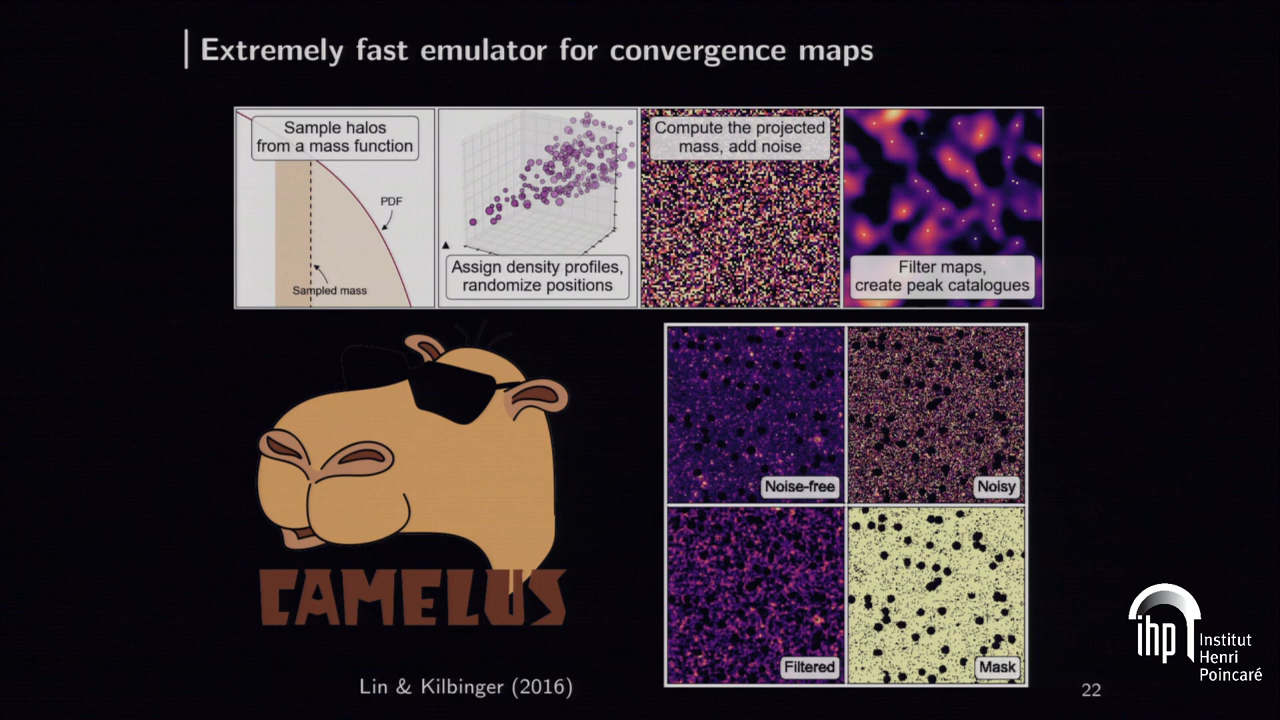 Extremely fast emulator for convergence maps
Sample halos
from a mass function
PDF
Sampled mass
Assign density profiles,
randomize positions
Compute the projected
mass, add noise
Filter maps,
create peak catalogues
CAMELUS
Noise-free
Noisy
Filtered
Mask
Lin & Kilbinger (2016)
22
ihp
Institut
Henri
Poincaré